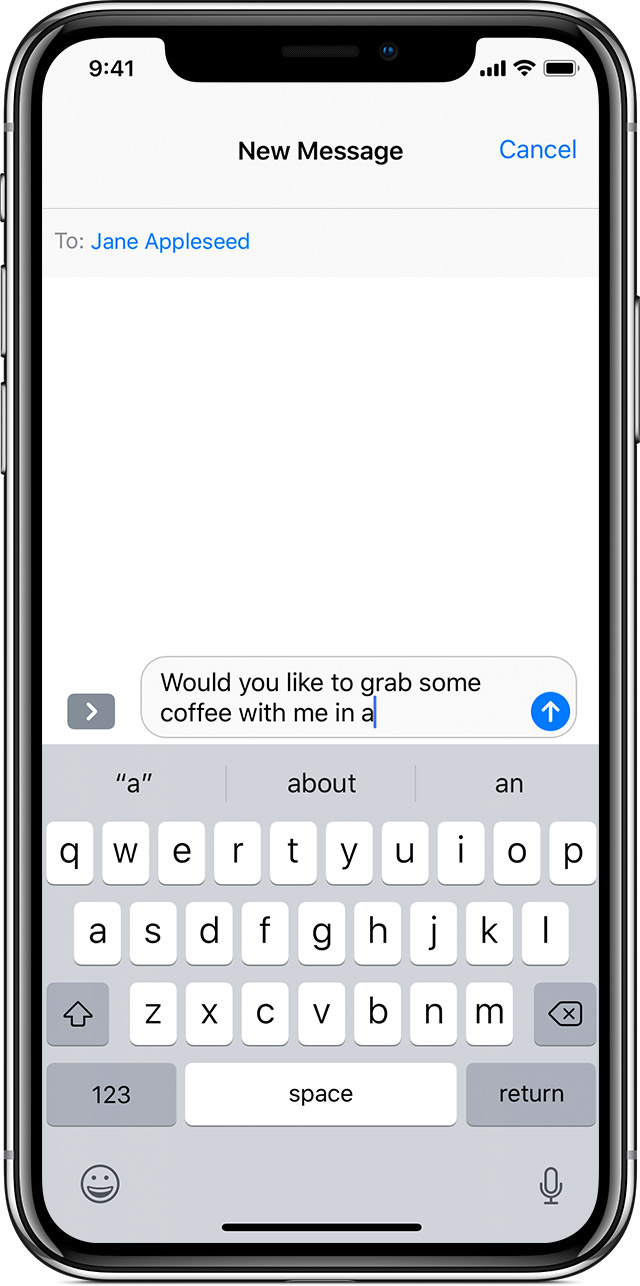 9:41
New Message
Cancel
To: Jane Appleseed
Would you like to grab some
coffee with me in a
“a” about an
q w e r t y u i o p
a s d f g h j k l
z x c v b n m
123 space return